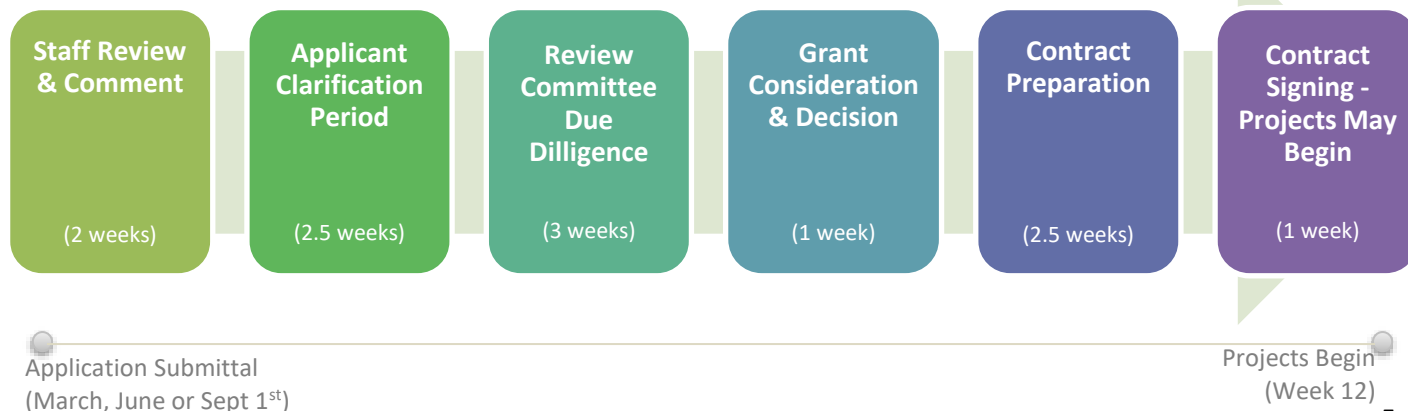 Staff Review
& Comment
(2 weeks)
Applicant
Clarification
Period
(2.5 weeks)
Review
Committee
Due
Dilligence
(3 weeks)
Grant
Consideration
& Decision
(1 week)
Contract
Preparation
(2.5 weeks)
Contract
Signing -
Projects May
Begin
(1 week)
Application Submittal
(March, June or Sept 1st)
Projects Begin
(Week 12)